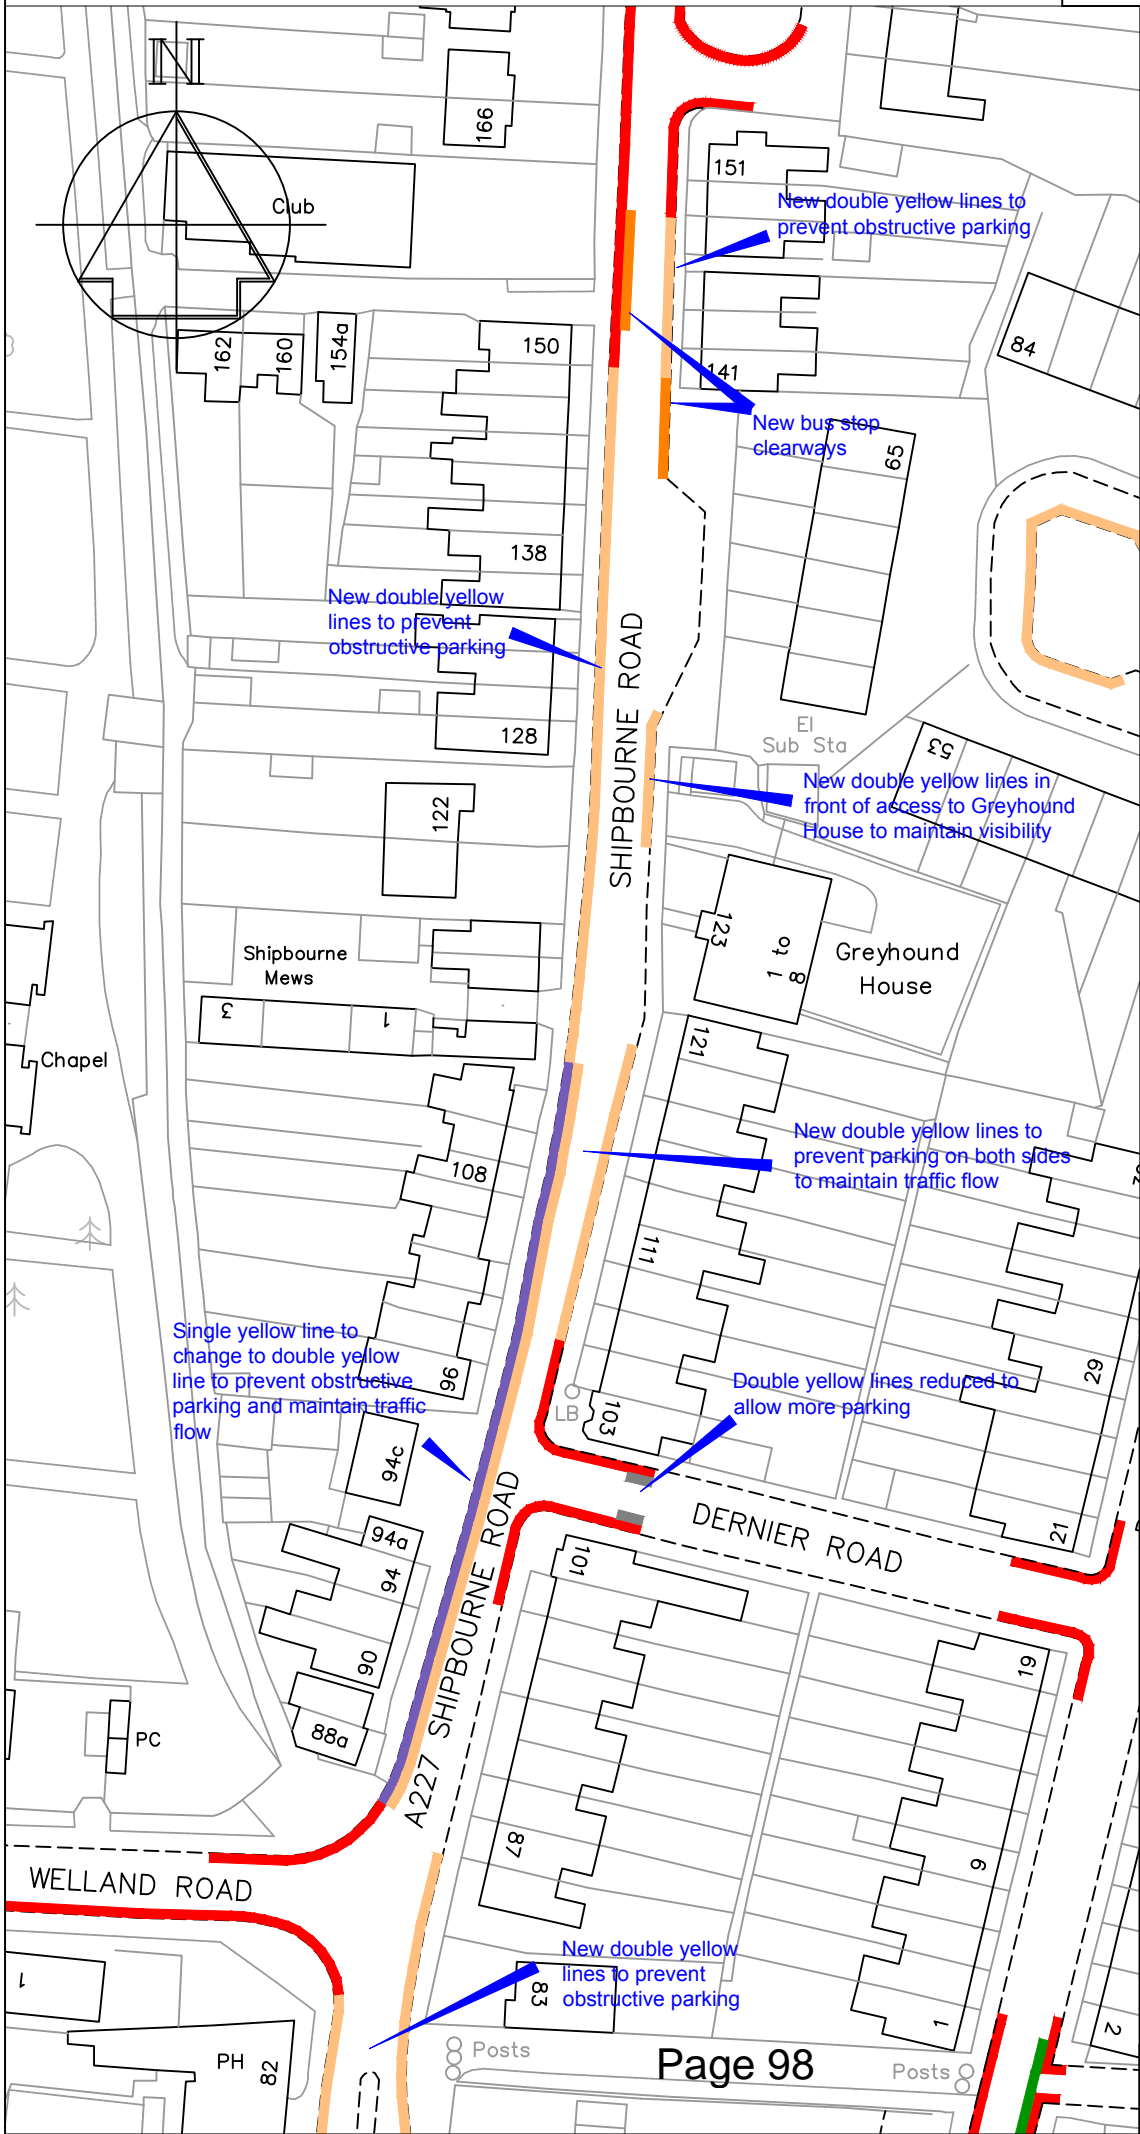 N
166
Club
151
New double yellow lines to
prevent obstructive parking
162
160
154a
150
141
84
New bus stop
clearways
65
138
New double yellow
lines to prevent
obstructive parking
SHIPBOURNE ROAD
128
El
Sub Sta
53
New double yellow lines in
front of access to Greyhound
House to maintain visibility
122
123
1 to 8
Greyhound
House
Shipbourne
Mews
3
1
Chapel
121
New double yellow lines to
prevent parking on both sides
to maintain traffic flow
108
111
Single yellow line to
change to double yellow
line to prevent obstructive
parking and maintain traffic
flow
96
29
Double yellow lines reduced to
allow more parking
LB
103
94c
DERNIER ROAD
21
94a
94
101
90
A227 SHIPBOURNE ROAD
19
88a
PC
87
9
WELLAND ROAD
New double yellow
lines to prevent
obstructive parking
1
83
1
2
PH
82
Posts
Page 98
Posts